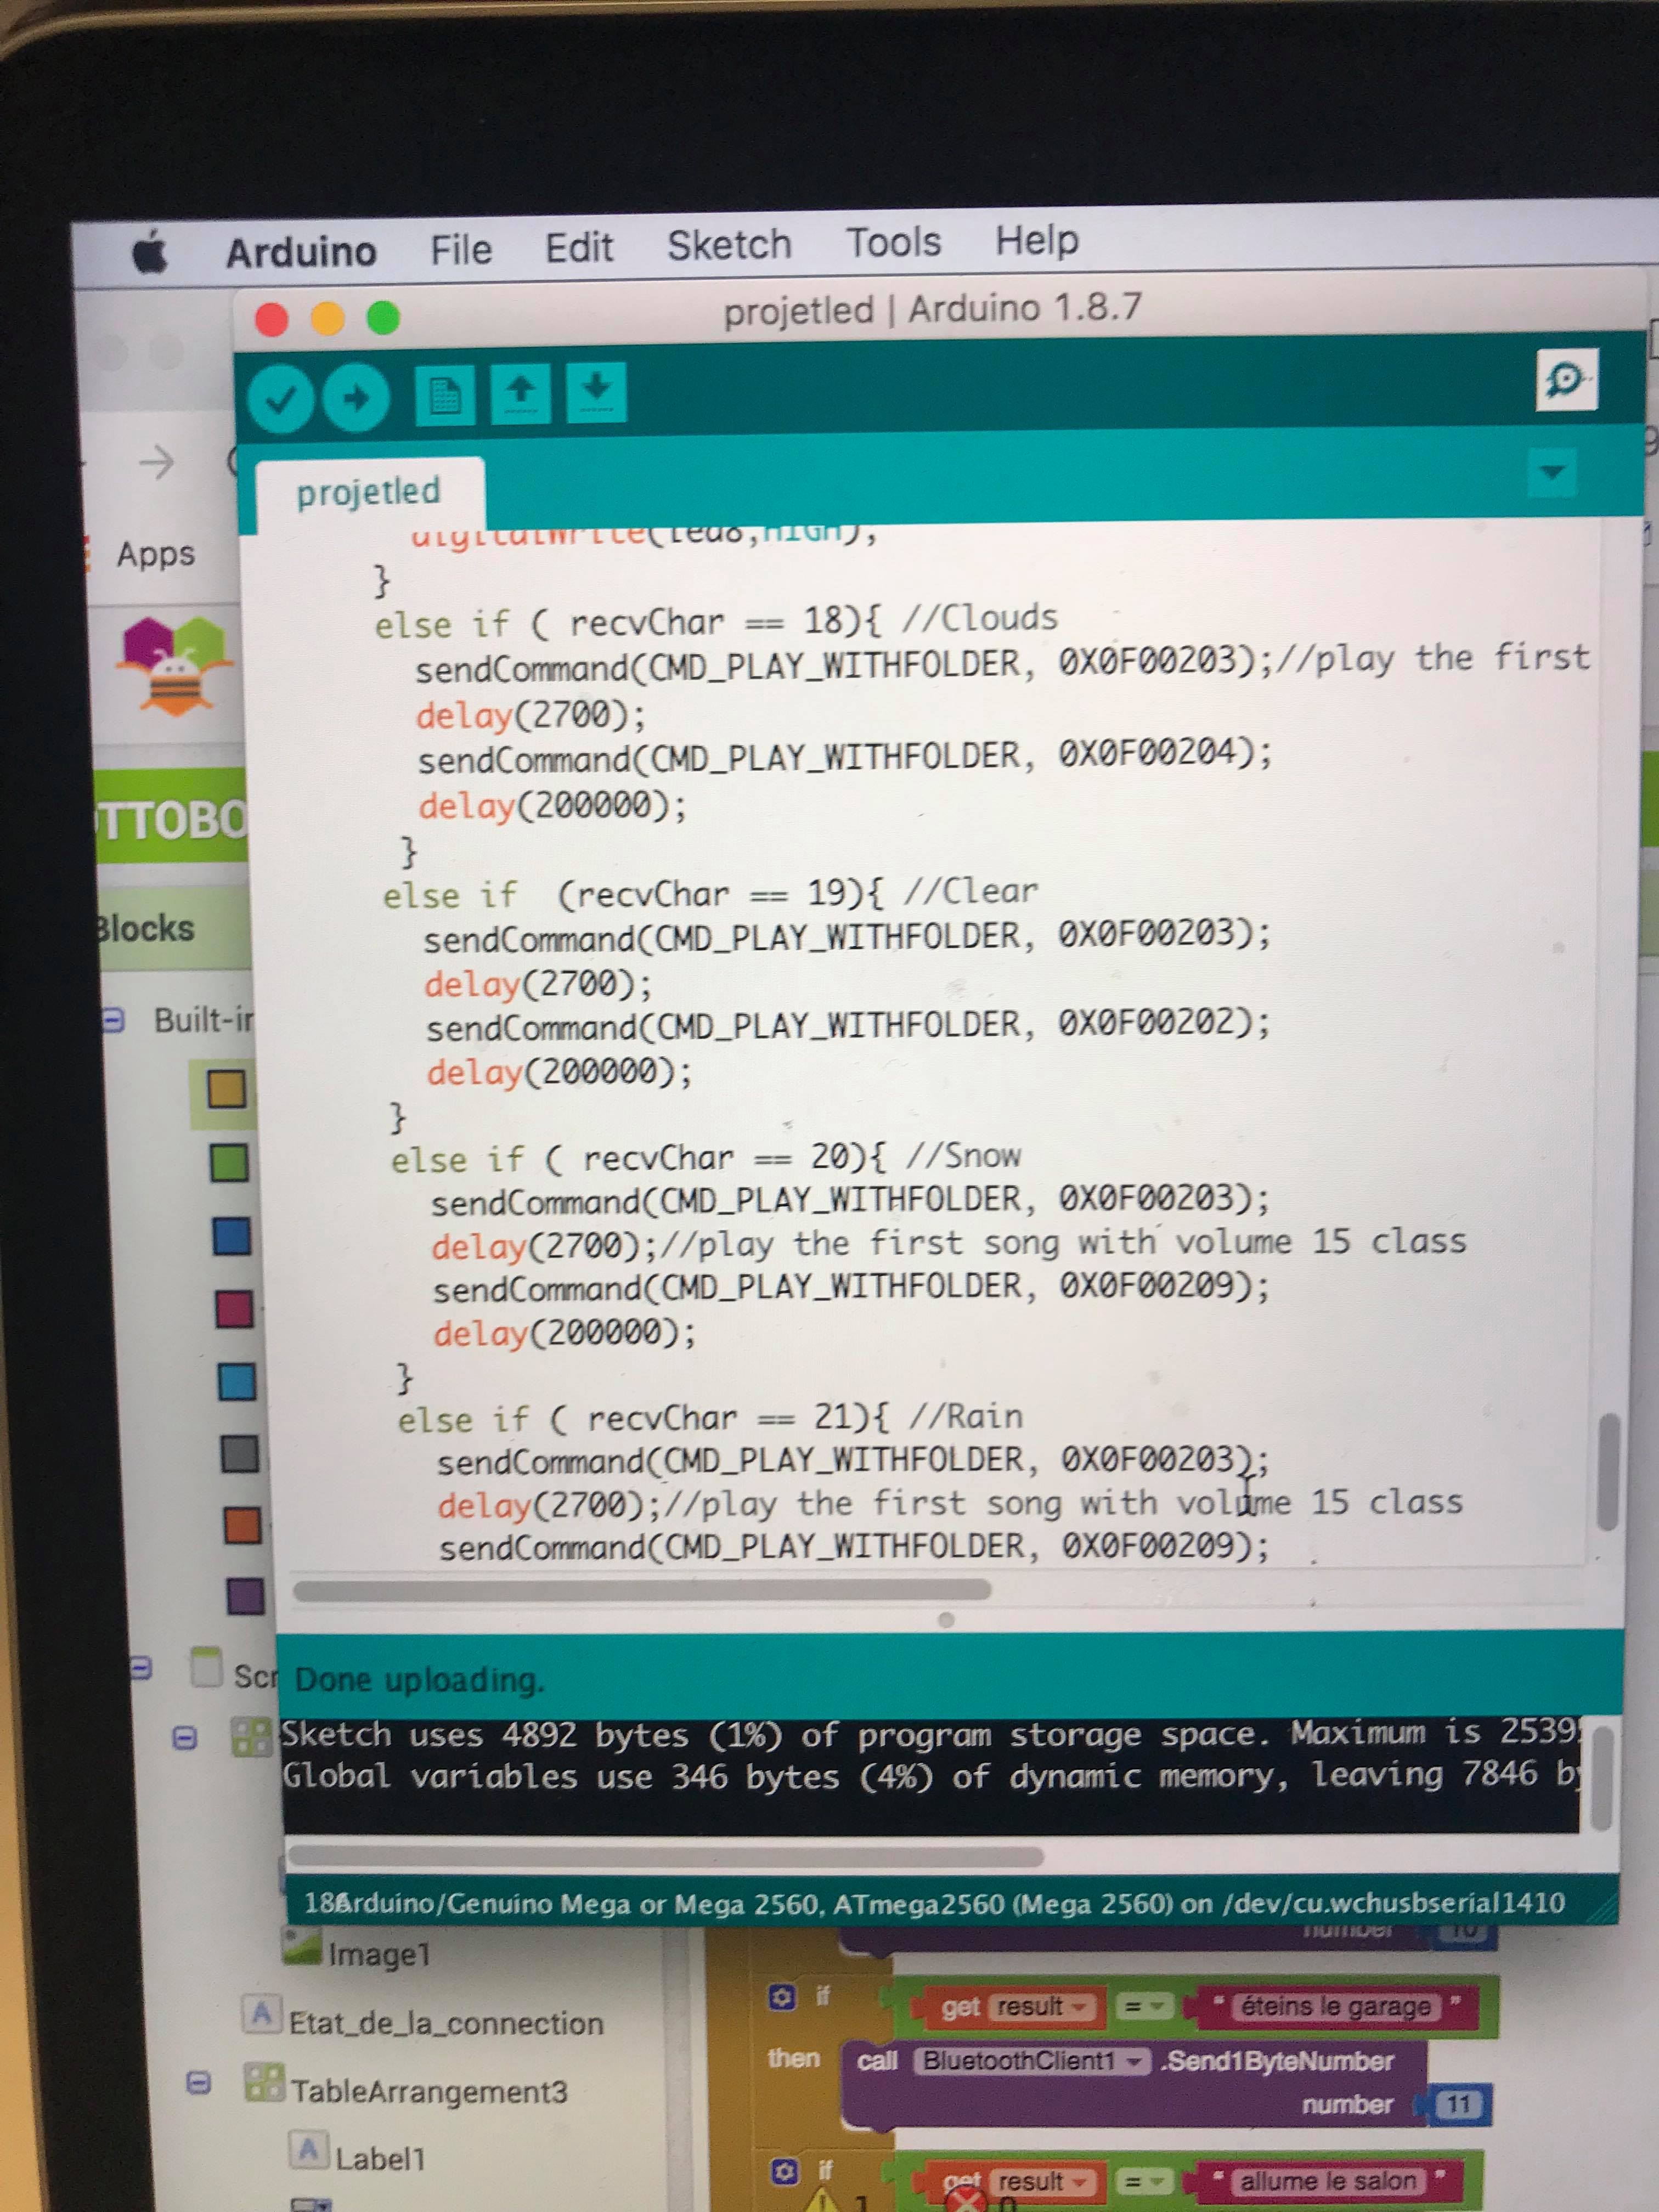 Arduino File Edit Sketch Tools Help
projetled | Arduino 1.8.7
projetled
Apps
TTOBO
Blocks
Built-in
digitalWrite(led8,HIGH);
}
else if ( recvChar == 18){ //Clouds
sendCommand(CMD_PLAY_WITHFOLDER, 0X0F00203);//play the first
delay(2700);
sendCommand(CMD_PLAY_WITHFOLDER, 0X0F00204);
delay(200000);
}
else if  (recvChar == 19){ //Clear
sendCommand(CMD_PLAY_WITHFOLDER, 0X0F00203);
delay(2700);
sendCommand(CMD_PLAY_WITHFOLDER, 0X0F00202);
delay(200000);
}
else if ( recvChar == 20){ //Snow
sendCommand(CMD_PLAY_WITHFOLDER, 0X0F00203);
delay(2700);//play the first song with volume 15 class
sendCommand(CMD_PLAY_WITHFOLDER, 0X0F00209);
delay(200000);
}
else if ( recvChar == 21){ //Rain
sendCommand(CMD_PLAY_WITHFOLDER, 0X0F00203);
delay(2700);//play the first song with volume 15 class
sendCommand(CMD_PLAY_WITHFOLDER, 0X0F00209);
Scr
Done uploading.
Sketch uses 4892 bytes (1%) of program storage space. Maximum is 2539
Global variables use 346 bytes (4%) of dynamic memory, leaving 7846 b
Arduino/Genuino Mega or Mega 2560, ATmega2560 (Mega 2560) on /dev/cu.wchusbserial1410
Image1
Etat_de_la_connection
TableArrangement3
Label1
number 10
if get result = " éteins le garage "
then call BluetoothClient1 .Send1ByteNumber
number 11
if get result = " allume le salon "